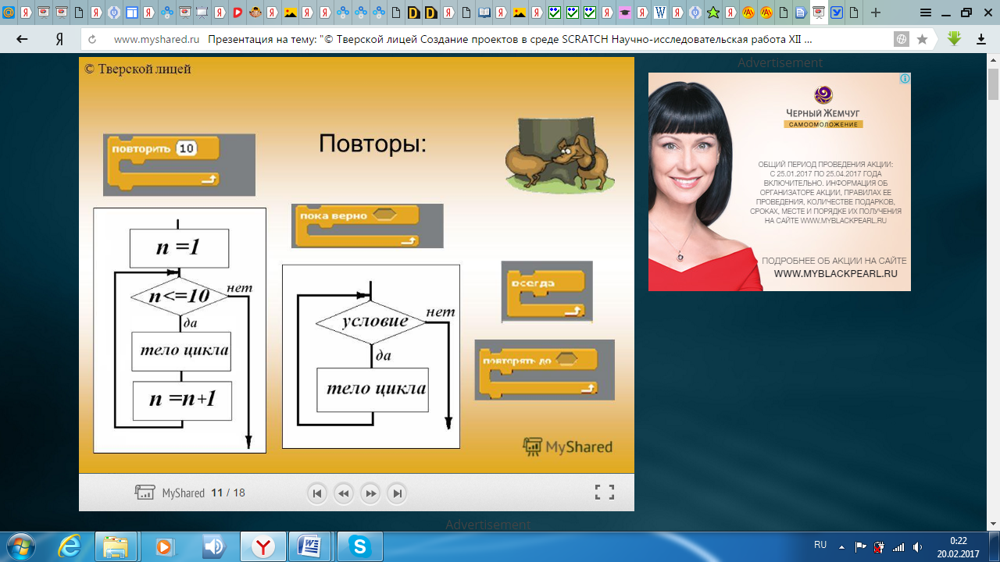 www.myshared.ru Презентация на тему: "© Тверской лицей Создание проектов в среде SCRATCH Научно-исследовательская работа XII ...
© Тверской лицей
Повторы:
повторить 10
пока верно
n =1
n<=10
нет
да
тело цикла
n =n+1
условие
нет
да
тело цикла
всегда
повторять до
MyShared
MyShared 11 / 18
Advertisement
ЧЕРНЫЙ ЖЕМЧУГ
САМООМОЛОЖЕНИЕ
ОБЩИЙ ПЕРИОД ПРОВЕДЕНИЯ АКЦИИ:
С 25.01.2017 ПО 25.04.2017 ГОДА
ВКЛЮЧИТЕЛЬНО. ИНФОРМАЦИЯ ОБ
ОРГАНИЗАТОРЕ АКЦИИ, ПРАВИЛАХ ЕЕ
ПРОВЕДЕНИЯ, КОЛИЧЕСТВЕ ПОДАРКОВ,
СРОКАХ, МЕСТЕ И ПОРЯДКЕ ИХ ПОЛУЧЕНИЯ
НА САЙТЕ WWW.MYBLACKPEARL.RU
ПОДРОБНЕЕ ОБ АКЦИИ НА САЙТЕ
WWW.MYBLACKPEARL.RU
Advertisement
RU
0:22
20.02.2017